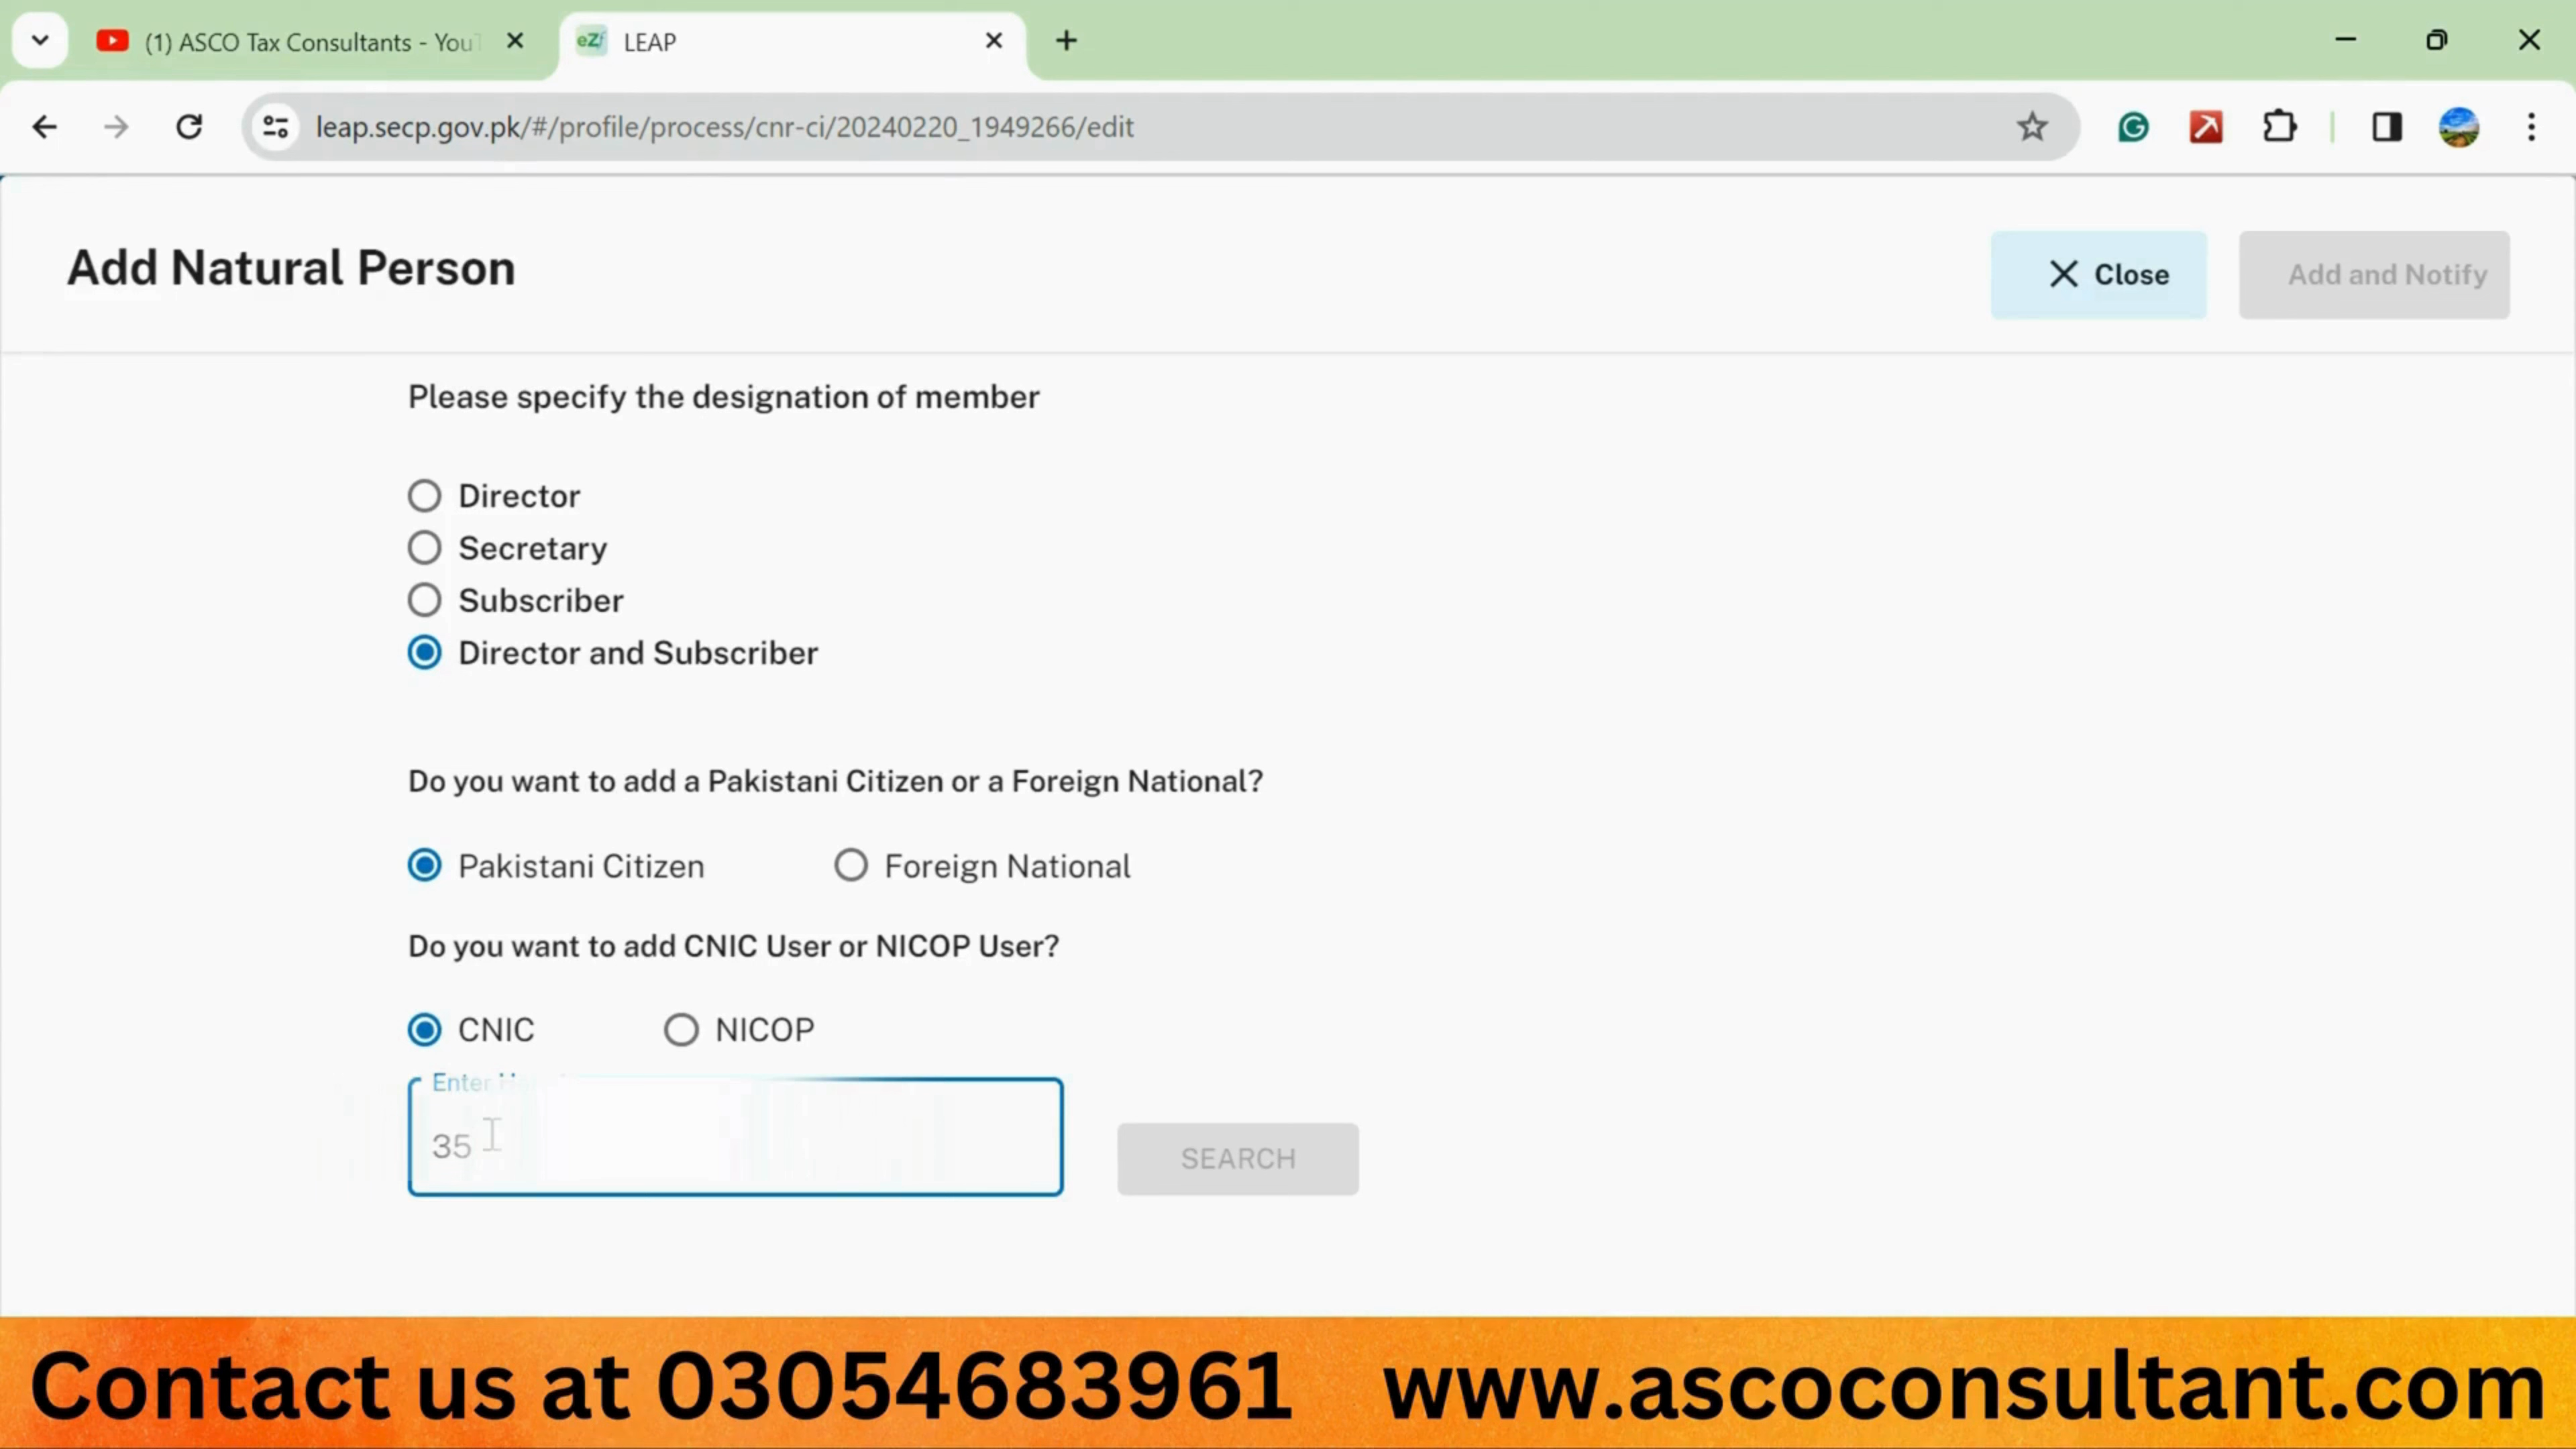 (1) ASCO Tax Consultants - You
LEAP
leap.secp.gov.pk/#/profile/process/cnr-ci/20240220_1949266/edit
Add Natural Person
Close
Add and Notify
Please specify the designation of member
Director
Secretary
Subscriber
Director and Subscriber
Do you want to add a Pakistani Citizen or a Foreign National?
Pakistani Citizen
Foreign National
Do you want to add CNIC User or NICOP User?
CNIC
NICOP
Enter
35
SEARCH
Contact us at 03054683961
www.ascoconsultant.com